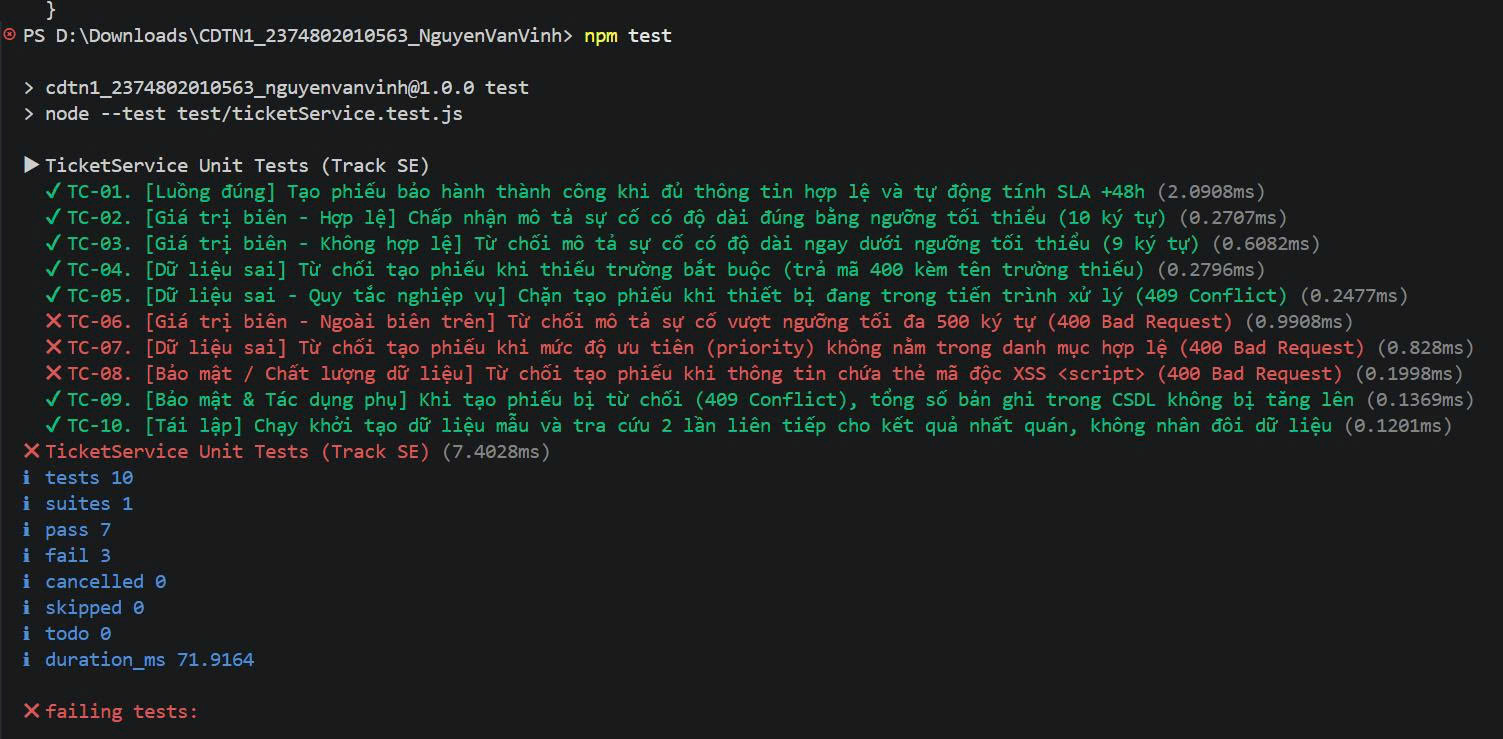 }
PS D:\Downloads\CDTN1_2374802010563_NguyenVanVinh> npm test
> cdtn1_2374802010563_nguyenvanvinh@1.0.0 test
> node --test test/ticketService.test.js
▶ TicketService Unit Tests (Track SE)
✓ TC-01. [Luồng đúng] Tạo phiếu bảo hành thành công khi đủ thông tin hợp lệ và tự động tính SLA +48h (2.0908ms)
✓ TC-02. [Giá trị biên - Hợp lệ] Chấp nhận mô tả sự cố có độ dài đúng bằng ngưỡng tối thiểu (10 ký tự) (0.2707ms)
✓ TC-03. [Giá trị biên - Không hợp lệ] Từ chối mô tả sự cố có độ dài ngay dưới ngưỡng tối thiểu (9 ký tự) (0.6082ms)
✓ TC-04. [Dữ liệu sai] Từ chối tạo phiếu khi thiếu trường bắt buộc (trả mã 400 kèm tên trường thiếu) (0.2796ms)
✓ TC-05. [Dữ liệu sai - Quy tắc nghiệp vụ] Chặn tạo phiếu khi thiết bị đang trong tiến trình xử lý (409 Conflict) (0.2477ms)
✗ TC-06. [Giá trị biên - Ngoài biên trên] Từ chối mô tả sự cố vượt ngưỡng tối đa 500 ký tự (400 Bad Request) (0.9908ms)
✗ TC-07. [Dữ liệu sai] Từ chối tạo phiếu khi mức độ ưu tiên (priority) không nằm trong danh mục hợp lệ (400 Bad Request) (0.828ms)
✗ TC-08. [Bảo mật / Chất lượng dữ liệu] Từ chối tạo phiếu khi thông tin chứa thẻ mã độc XSS <script> (400 Bad Request) (0.1998ms)
✓ TC-09. [Bảo mật & Tác dụng phụ] Khi tạo phiếu bị từ chối (409 Conflict), tổng số bản ghi trong CSDL không bị tăng lên (0.1369ms)
✓ TC-10. [Tái lập] Chạy khởi tạo dữ liệu mẫu và tra cứu 2 lần liên tiếp cho kết quả nhất quán, không nhân đôi dữ liệu (0.1201ms)
✗ TicketService Unit Tests (Track SE) (7.4028ms)
ℹ tests 10
ℹ suites 1
ℹ pass 7
ℹ fail 3
ℹ cancelled 0
ℹ skipped 0
ℹ todo 0
ℹ duration_ms 71.9164
✗ failing tests: